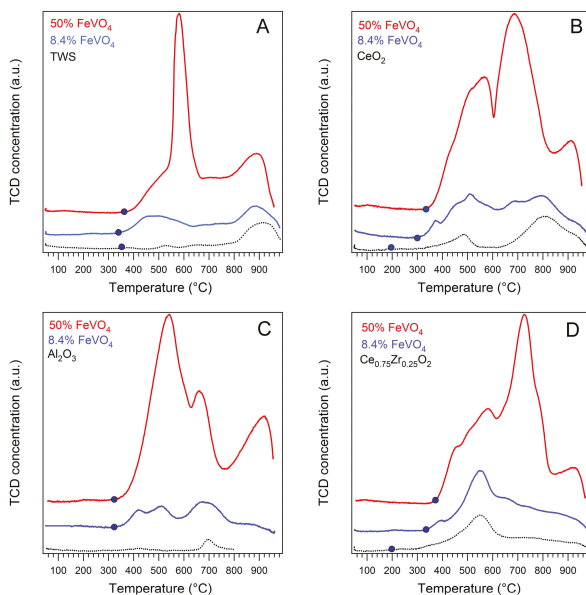 A
50% FeVO₄
8.4% FeVO₄
TWS
TCD concentration (a.u.)
100 200 300 400 500 600 700 800 900
Temperature (°C)
B
50% FeVO₄
8.4% FeVO₄
CeO₂
TCD concentration (a.u.)
100 200 300 400 500 600 700 800 900
Temperature (°C)
C
50% FeVO₄
8.4% FeVO₄
Al₂O₃
TCD concentration (a.u.)
100 200 300 400 500 600 700 800 900
Temperature (°C)
D
50% FeVO₄
8.4% FeVO₄
Ce₀.₇₅Zr₀.₂₅O₂
TCD concentration (a.u.)
100 200 300 400 500 600 700 800 900
Temperature (°C)